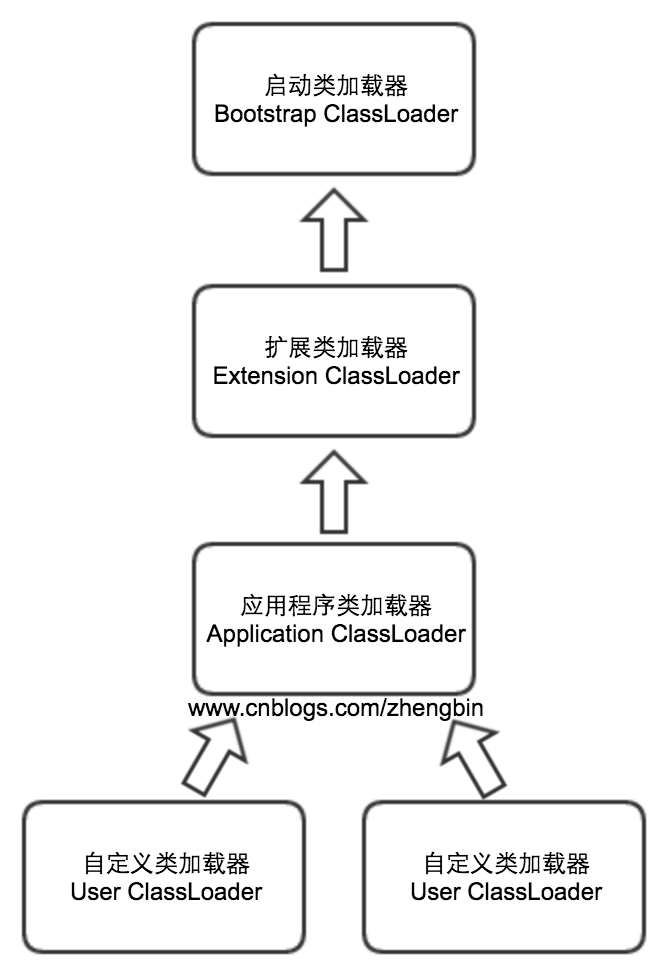 启动类加载器
Bootstrap ClassLoader
扩展类加载器
Extension ClassLoader
应用程序类加载器
Application ClassLoader
www.cnblogs.com/zhengbin
自定义类加载器
User ClassLoader
自定义类加载器
User ClassLoader